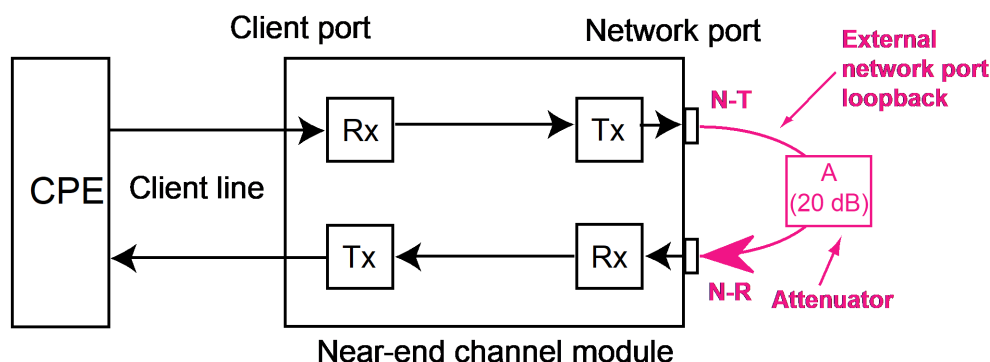 Client port
Network port
External
network port
loopback
N-T
Rx
Tx
CPE
Client line
A
(20 dB)
Tx
Rx
N-R
Attenuator
Near-end channel module